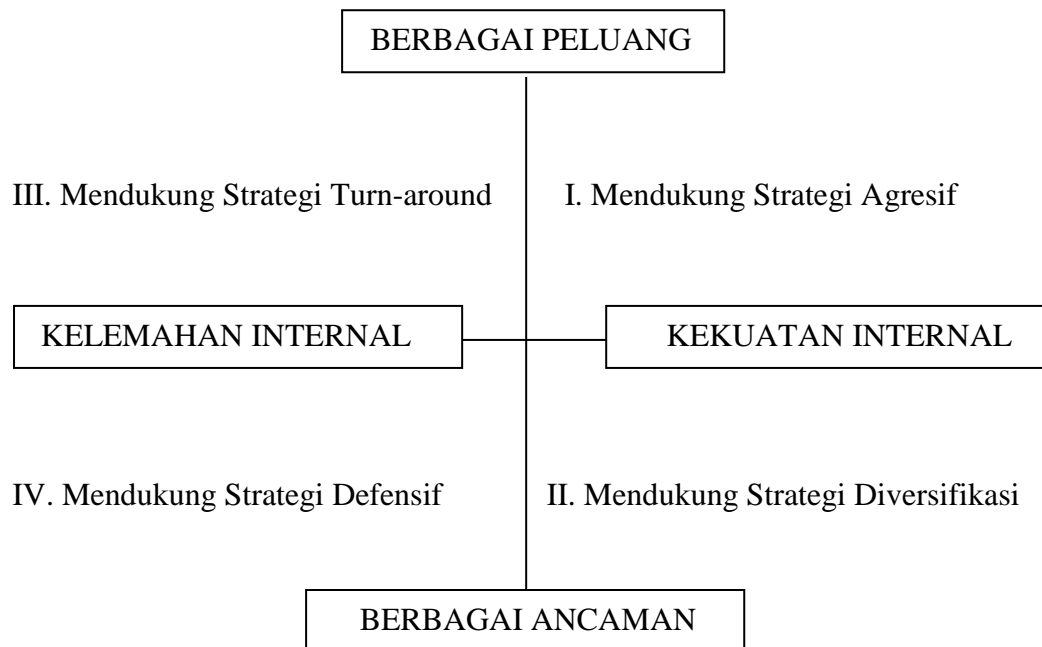 BERBAGAI PELUANG
III. Mendukung Strategi Turn-around
I. Mendukung Strategi Agresif
KELEMAHAN INTERNAL
KEKUATAN INTERNAL
IV. Mendukung Strategi Defensif
II. Mendukung Strategi Diversifikasi
BERBAGAI ANCAMAN